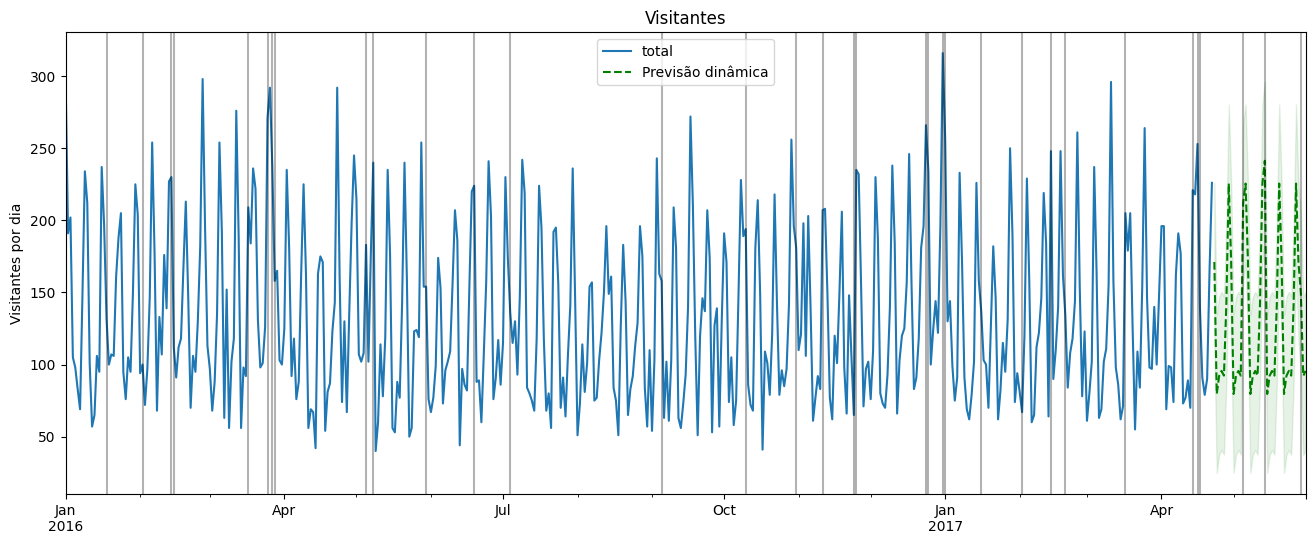 Visitantes
total
Previsão dinâmica
Visitantes por dia
300
250
200
150
100
50
Jan
2016
Apr
Jul
Oct
Jan
2017
Apr